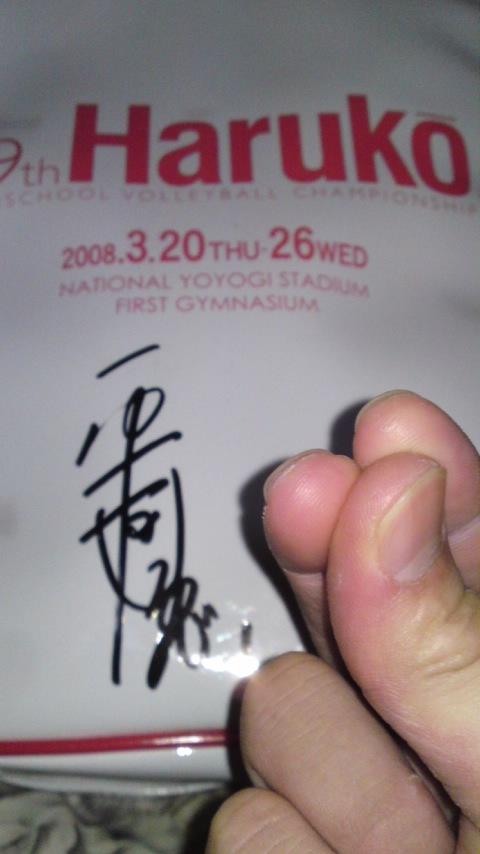 9th Haruko
SCHOOL VOLLEYBALL CHAMPIONSHIP
2008.3.20THU-26WED
NATIONAL YOYOGI STADIUM
FIRST GYMNASIUM